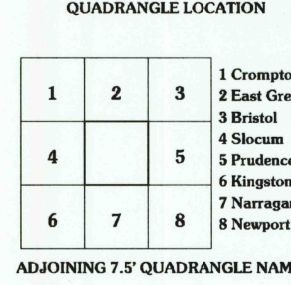 QUADRANGLE LOCATION
1 2 3
4 5
6 7 8
1 Crompto
2 East Gre
3 Bristol
4 Slocum
5 Prudence
6 Kingston
7 Narragan
8 Newport
ADJOINING 7.5' QUADRANGLE NAM